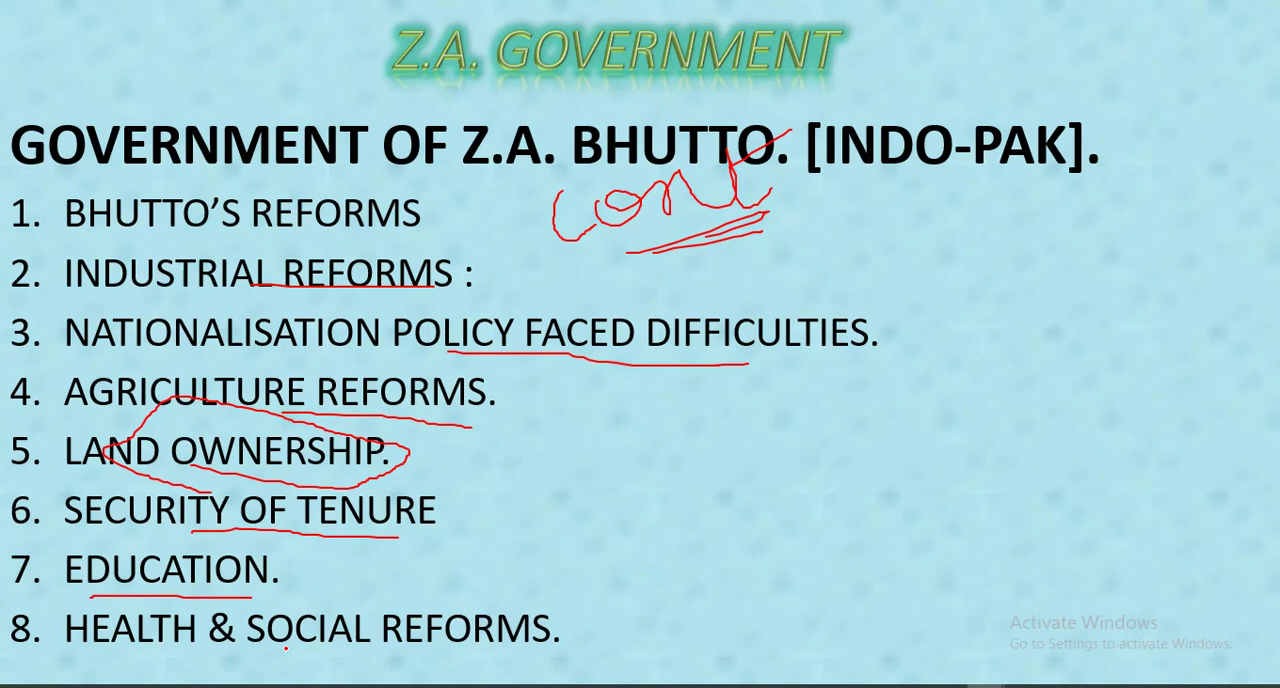 Z.A. GOVERNMENT
GOVERNMENT OF Z.A. BHUTTO. [INDO-PAK].
cont
1. BHUTTO’S REFORMS
2. INDUSTRIAL REFORMS :
3. NATIONALISATION POLICY FACED DIFFICULTIES.
4. AGRICULTURE REFORMS.
5. LAND OWNERSHIP.
6. SECURITY OF TENURE
7. EDUCATION.
8. HEALTH & SOCIAL REFORMS.
Activate Windows
Go to Settings to activate Windows.